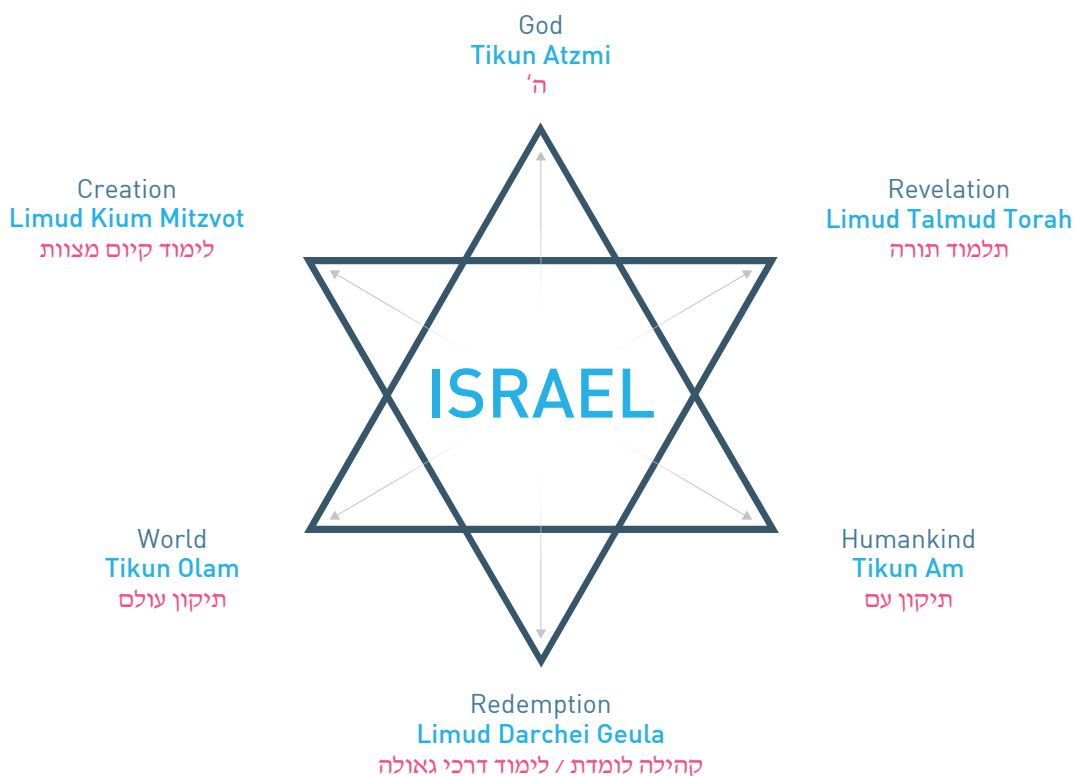 God
Tikun Atzmi
ה'
Creation
Limud Kium Mitzvot
לימוד קיום מצוות
Revelation
Limud Talmud Torah
תלמוד תורה
ISRAEL
World
Tikun Olam
תיקון עולם
Humankind
Tikun Am
תיקון עם
Redemption
Limud Darchei Geula
קהילה לומדת / לימוד דרכי גאולה